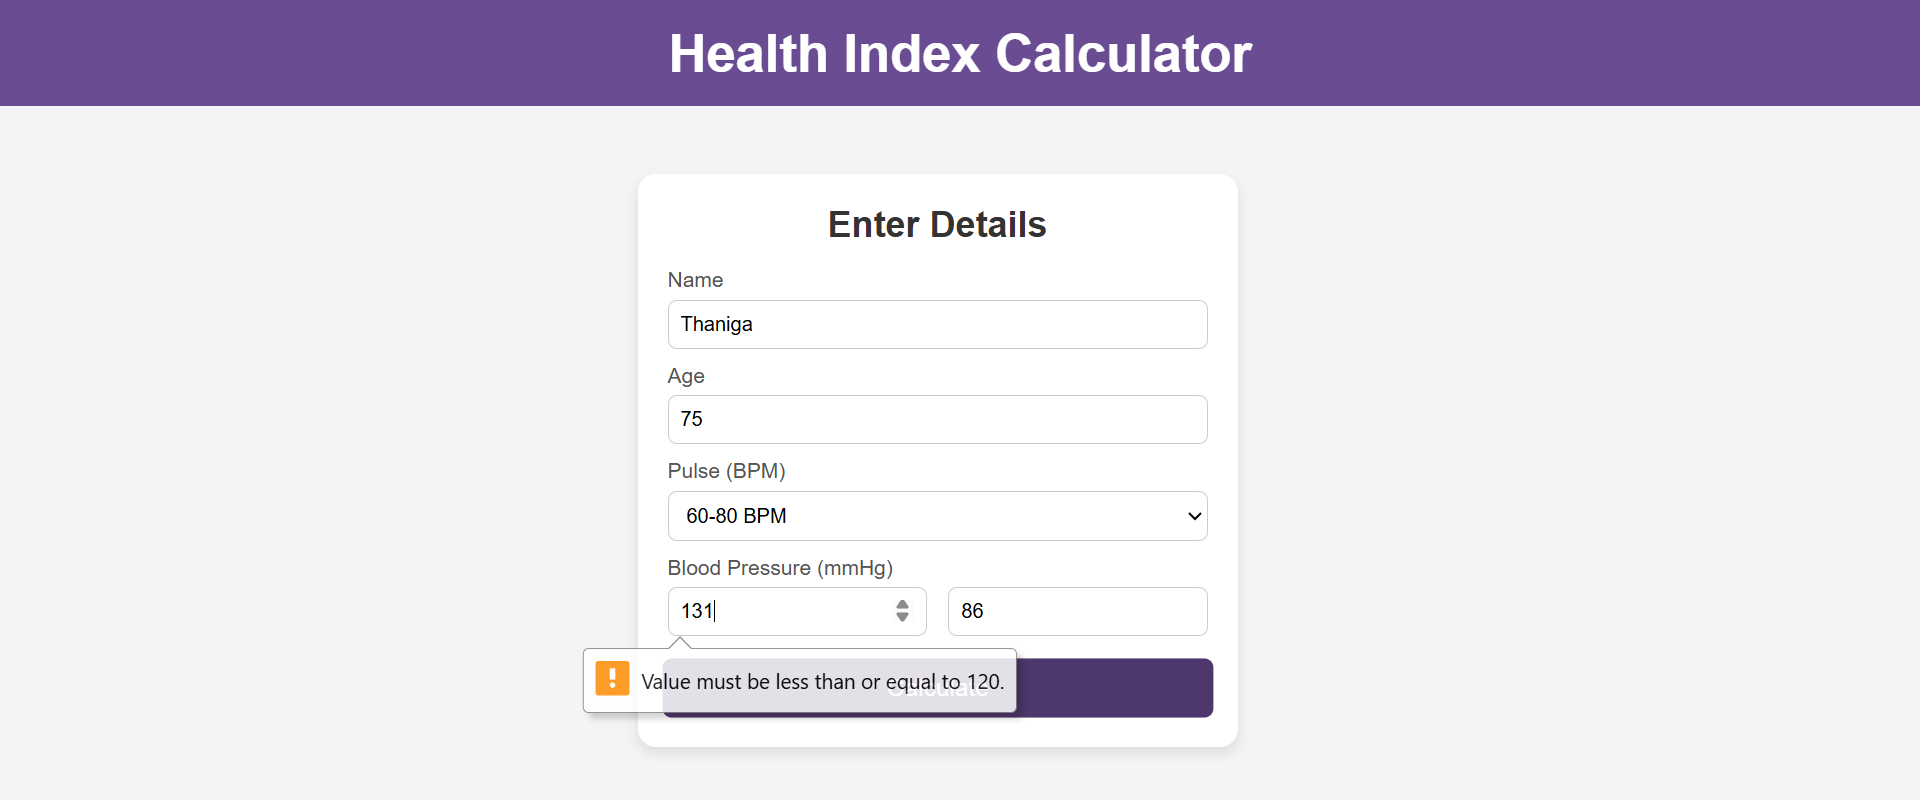 Health Index Calculator
Enter Details
Name
Thaniga
Age
75
Pulse (BPM)
60-80 BPM
Blood Pressure (mmHg)
131
86
Value must be less than or equal to 120.
Calculate